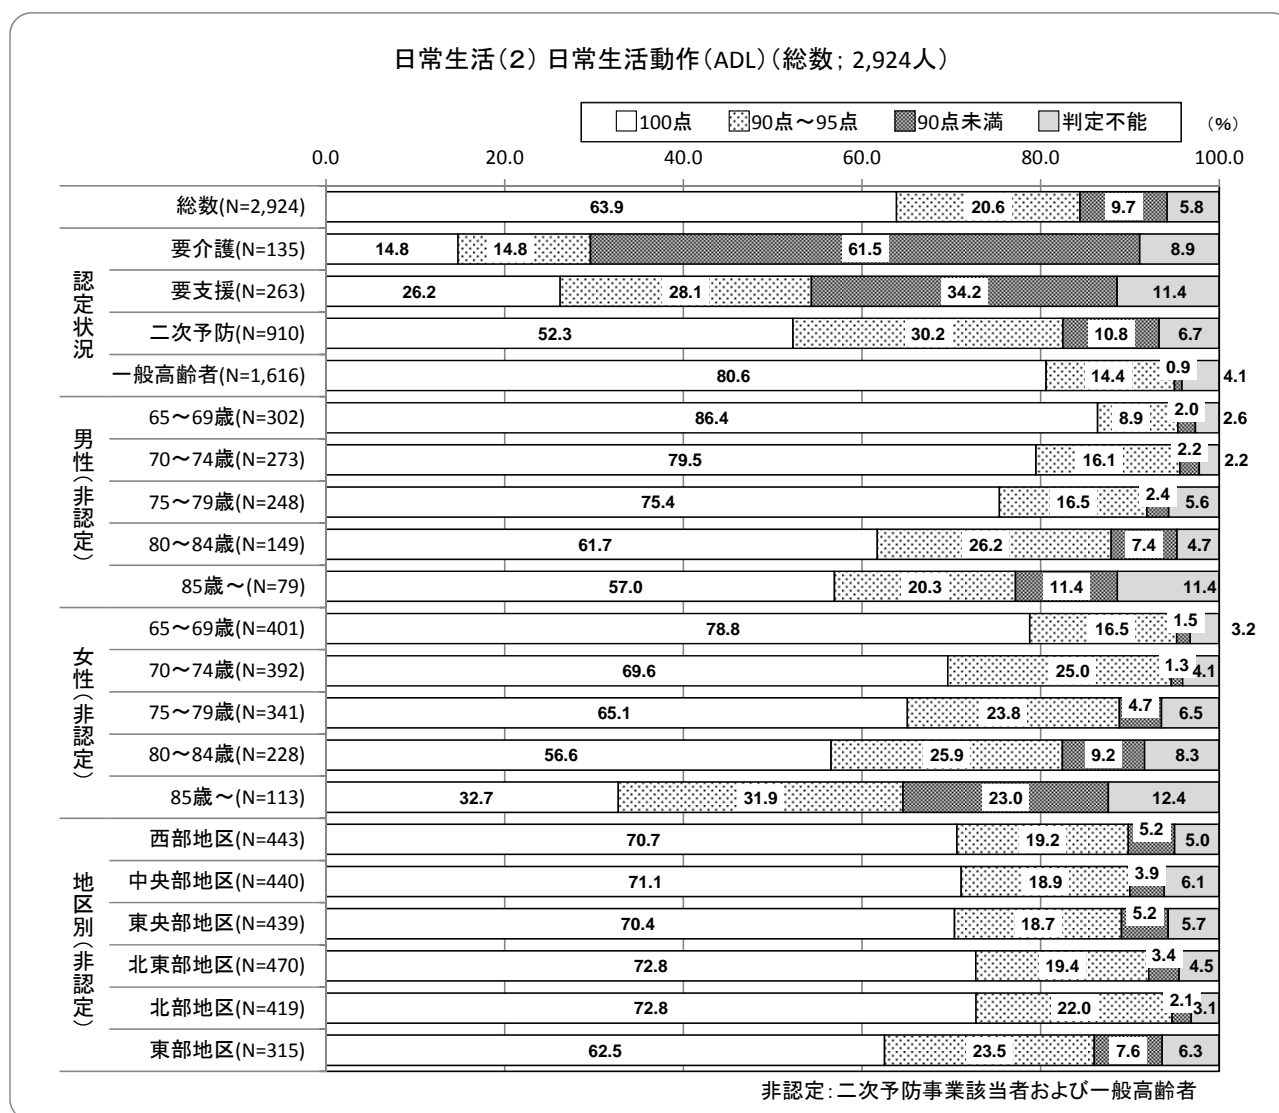 日常生活(2) 日常生活動作(ADL)(総数; 2,924人)
100点 90点～95点 90点未満 判定不能 (%)
0.0 20.0 40.0 60.0 80.0 100.0
総数(N=2,924) 63.9 20.6 9.7 5.8
認定状況
要介護(N=135) 14.8 14.8 61.5 8.9
要支援(N=263) 26.2 28.1 34.2 11.4
二次予防(N=910) 52.3 30.2 10.8 6.7
一般高齢者(N=1,616) 80.6 14.4 0.9 4.1
男性(非認定)
65～69歳(N=302) 86.4 8.9 2.0 2.6
70～74歳(N=273) 79.5 16.1 2.2 2.2
75～79歳(N=248) 75.4 16.5 2.4 5.6
80～84歳(N=149) 61.7 26.2 7.4 4.7
85歳～(N=79) 57.0 20.3 11.4 11.4
女性(非認定)
65～69歳(N=401) 78.8 16.5 1.5 3.2
70～74歳(N=392) 69.6 25.0 1.3 4.1
75～79歳(N=341) 65.1 23.8 4.7 6.5
80～84歳(N=228) 56.6 25.9 9.2 8.3
85歳～(N=113) 32.7 31.9 23.0 12.4
地区別(非認定)
西部地区(N=443) 70.7 19.2 5.2 5.0
中央部地区(N=440) 71.1 18.9 3.9 6.1
東央部地区(N=439) 70.4 18.7 5.2 5.7
北東部地区(N=470) 72.8 19.4 3.4 4.5
北部地区(N=419) 72.8 22.0 2.1 3.1
東部地区(N=315) 62.5 23.5 7.6 6.3
非認定：二次予防事業該当者および一般高齢者